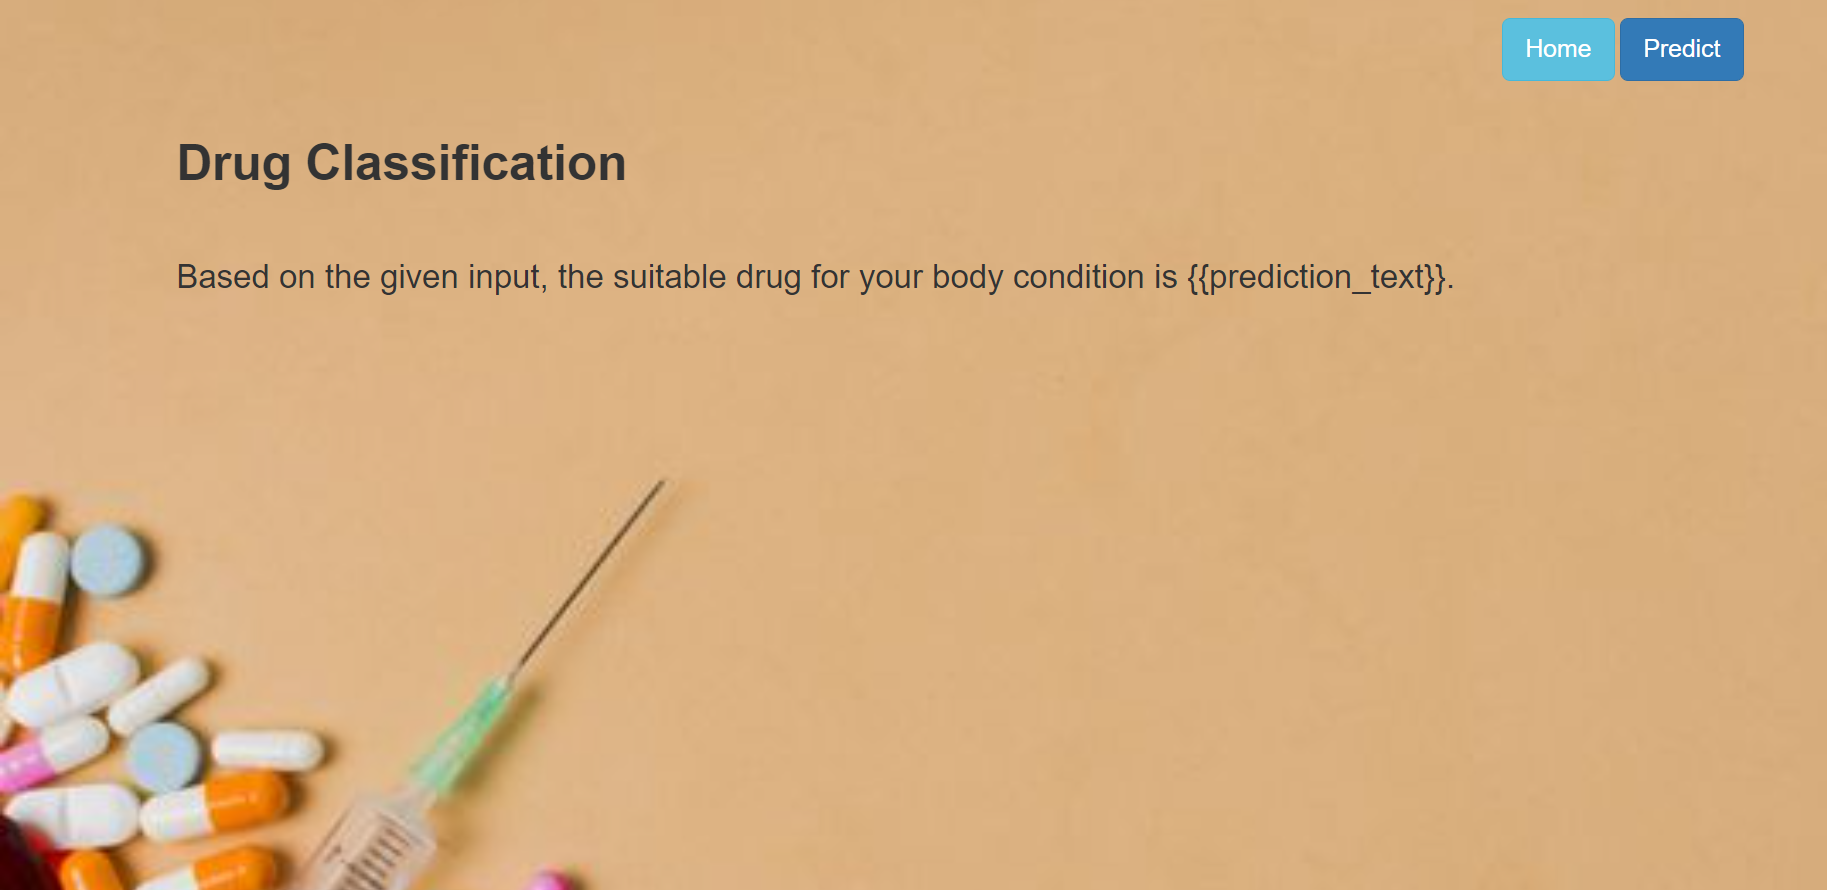 Home Predict
Drug Classification
Based on the given input, the suitable drug for your body condition is {{prediction_text}}.